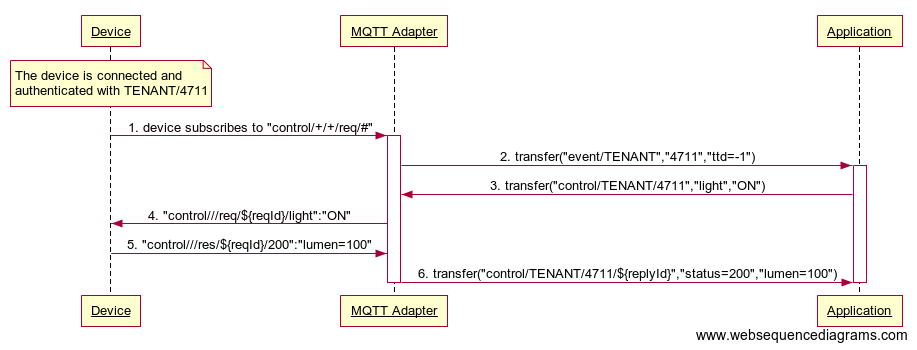 Device
MQTT Adapter
Application
The device is connected and
authenticated with TENANT/4711
1. device subscribes to "control/+/+/req/#"
2. transfer("event/TENANT","4711","ttd=-1")
3. transfer("control/TENANT/4711","light","ON")
4. "control///req/${reqId}/light":"ON"
5. "control///res/${reqId}/200":"lumen=100"
6. transfer("control/TENANT/4711/${replyId}","status=200","lumen=100")
Device
MQTT Adapter
Application
www.websequencediagrams.com